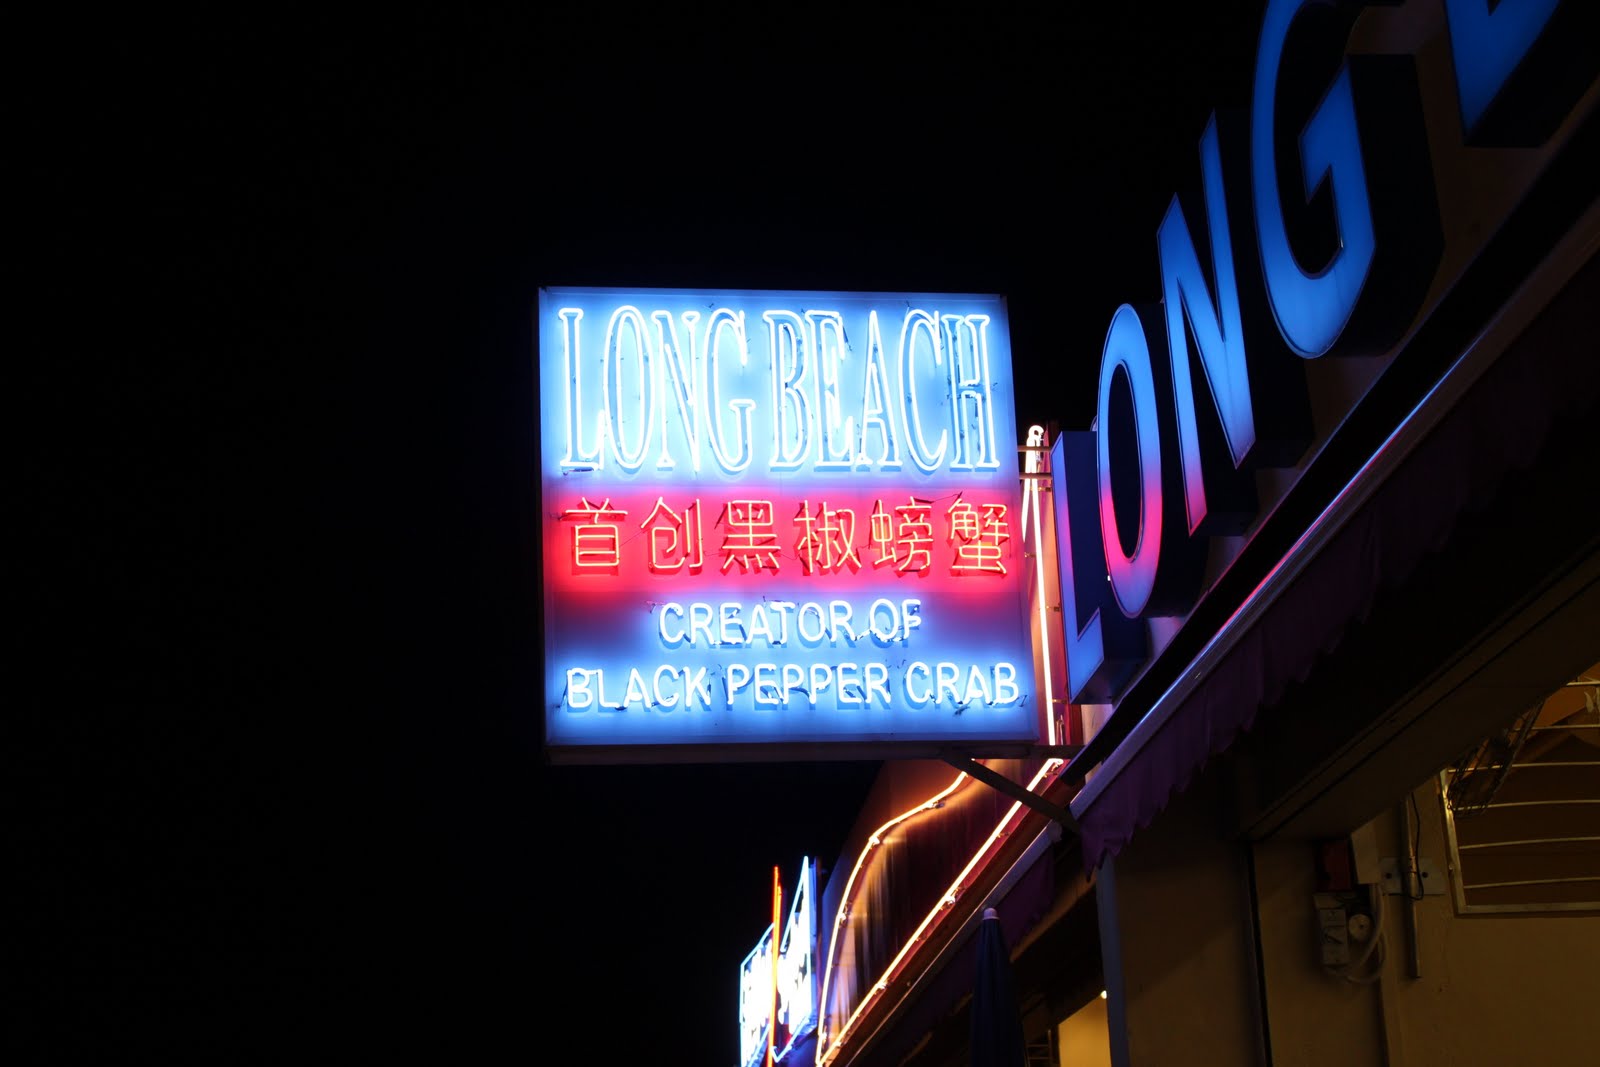 LONG BEACH
首创黑椒螃蟹
CREATOR OF
BLACK PEPPER CRAB
LONG B